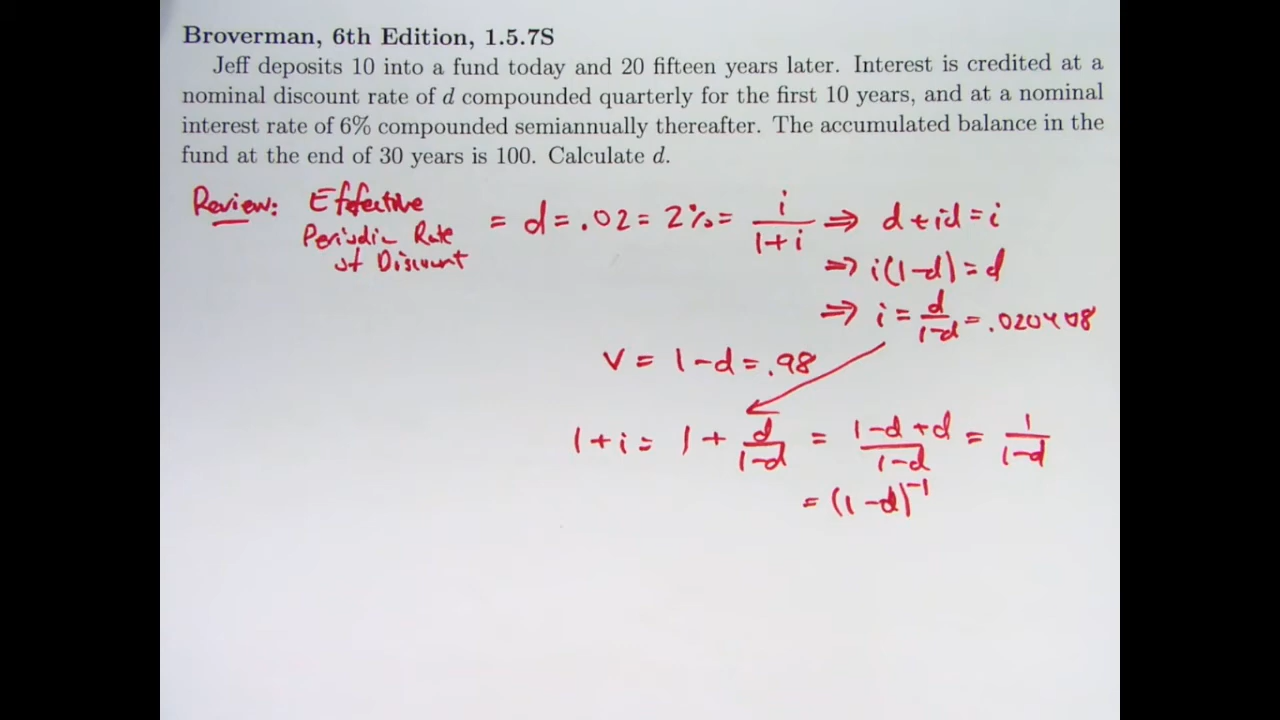 Broverman, 6th Edition, 1.5.7S
Jeff deposits 10 into a fund today and 20 fifteen years later. Interest is credited at a
nominal discount rate of d compounded quarterly for the first 10 years, and at a nominal
interest rate of 6% compounded semiannually thereafter. The accumulated balance in the
fund at the end of 30 years is 100. Calculate d.
Review: Effective Periodic Rate of Discount = d = .02 = 2% = i/(1+i) ⇒ d + id = i
⇒ i(1-d) = d
⇒ i = d/(1-d) = .020408
v = 1 - d = .98
1 + i = 1 + d/(1-d) = (1-d+d)/(1-d) = 1/(1-d)
= (1-d)⁻¹